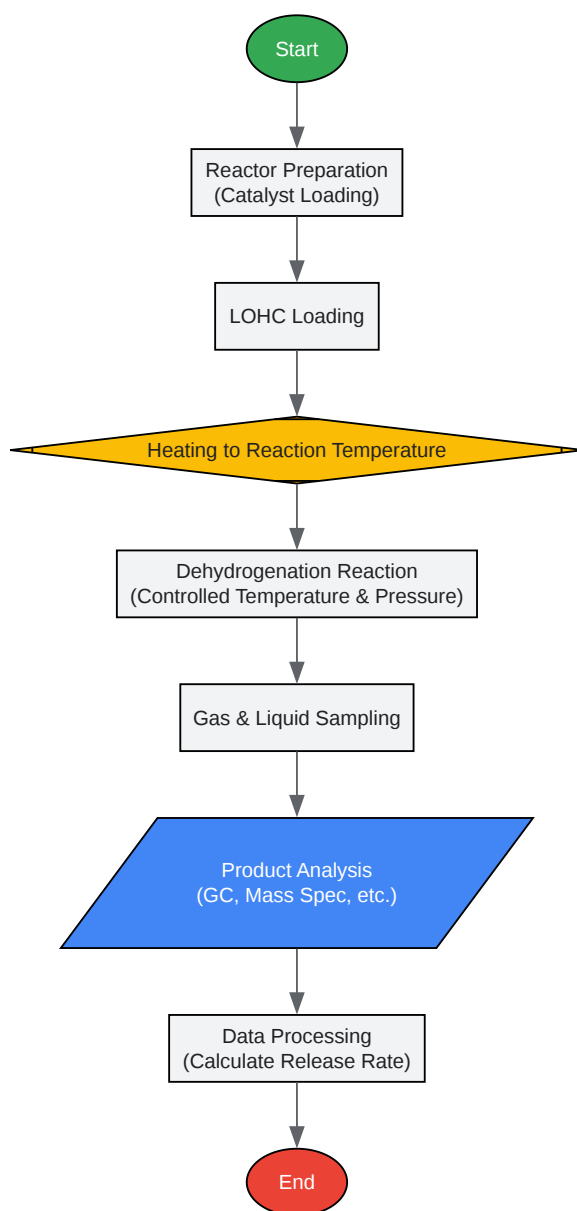 Start
Reactor Preparation
(Catalyst Loading)
LOHC Loading
Heating to Reaction Temperature
Dehydrogenation Reaction
(Controlled Temperature & Pressure)
Gas & Liquid Sampling
Product Analysis
(GC, Mass Spec, etc.)
Data Processing
(Calculate Release Rate)
End